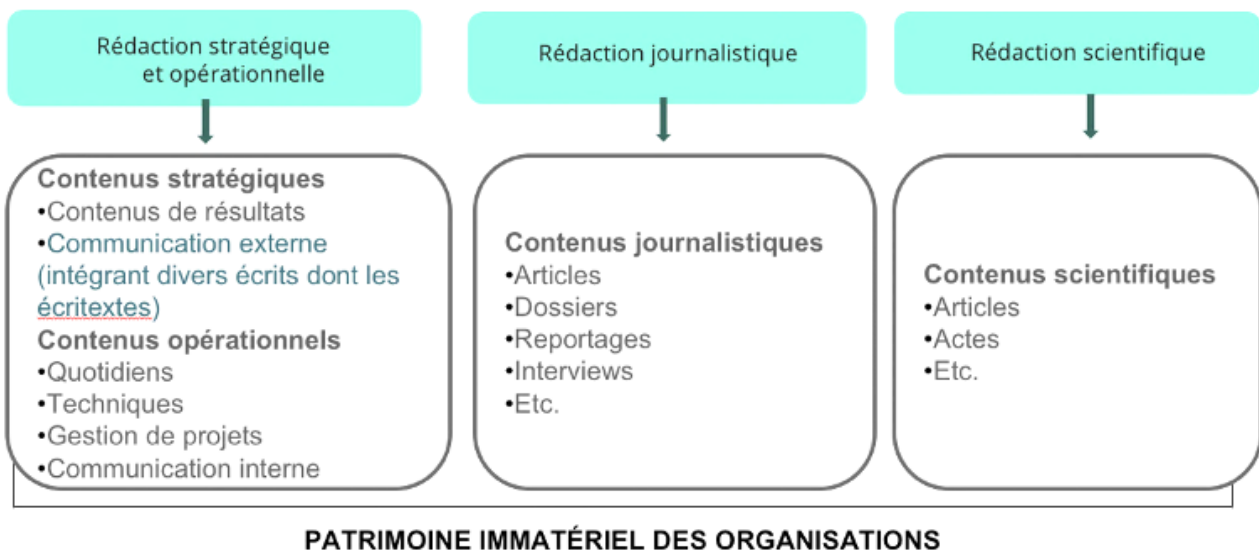 Rédaction stratégique
et opérationnelle
Rédaction journalistique
Rédaction scientifique
Contenus stratégiques
•Contenus de résultats
•Communication externe
(intégrant divers écrits dont les
écritextes)
Contenus opérationnels
•Quotidiens
•Techniques
•Gestion de projets
•Communication interne
Contenus journalistiques
•Articles
•Dossiers
•Reportages
•Interviews
•Etc.
Contenus scientifiques
•Articles
•Actes
•Etc.
PATRIMOINE IMMATÉRIEL DES ORGANISATIONS